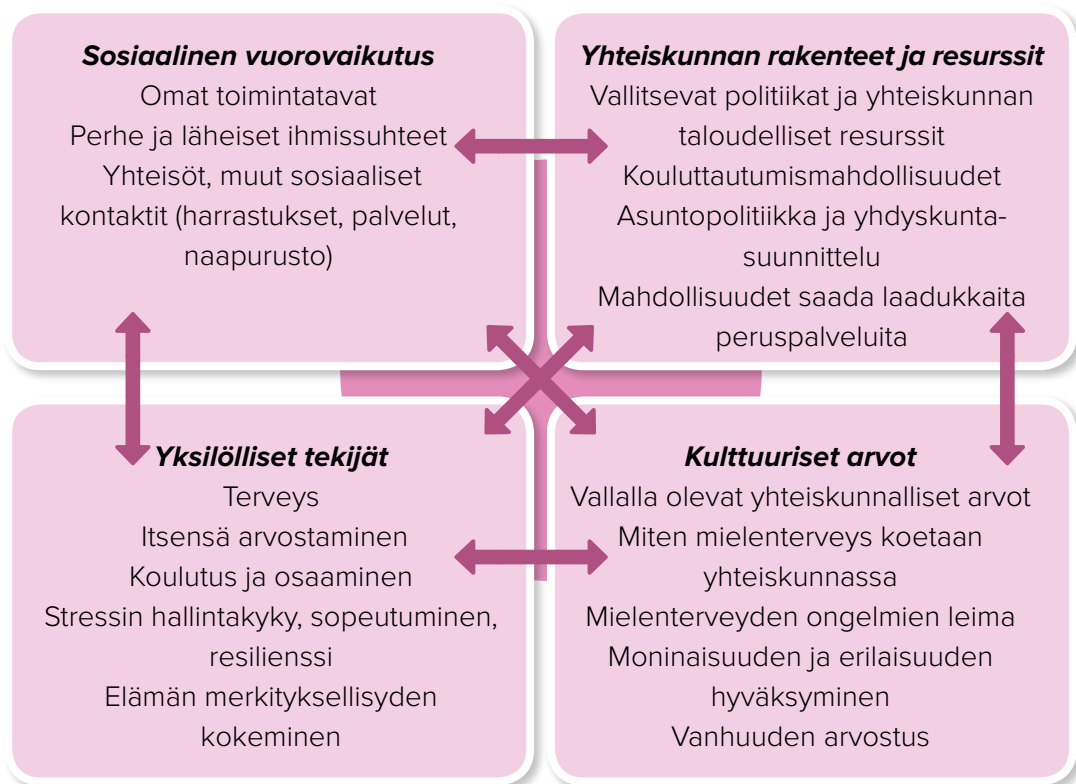 Sosiaalinen vuorovaikutus
Omat toimintatavat
Perhe ja läheiset ihmissuhteet
Yhteisöt, muut sosiaaliset
kontaktit (harrastukset, palvelut,
naapurusto)
Yhteiskunnan rakenteet ja resurssit
Vallitsevat politiikat ja yhteiskunnan
taloudelliset resurssit
Kouluttautumismahdollisuudet
Asuntopolitiikka ja yhdyskunta-
suunnittelu
Mahdollisuudet saada laadukkaita
peruspalveluita
Yksilölliset tekijät
Terveys
Itsensä arvostaminen
Koulutus ja osaaminen
Stressin hallintakyky, sopeutuminen,
resilienssi
Elämän merkityksellisyden
kokeminen
Kulttuuriset arvot
Vallalla olevat yhteiskunnalliset arvot
Miten mielenterveys koetaan
yhteiskunnassa
Mielenterveyden ongelmien leima
Moninaisuuden ja erilaisuuden
hyväksyminen
Vanhuuden arvostus